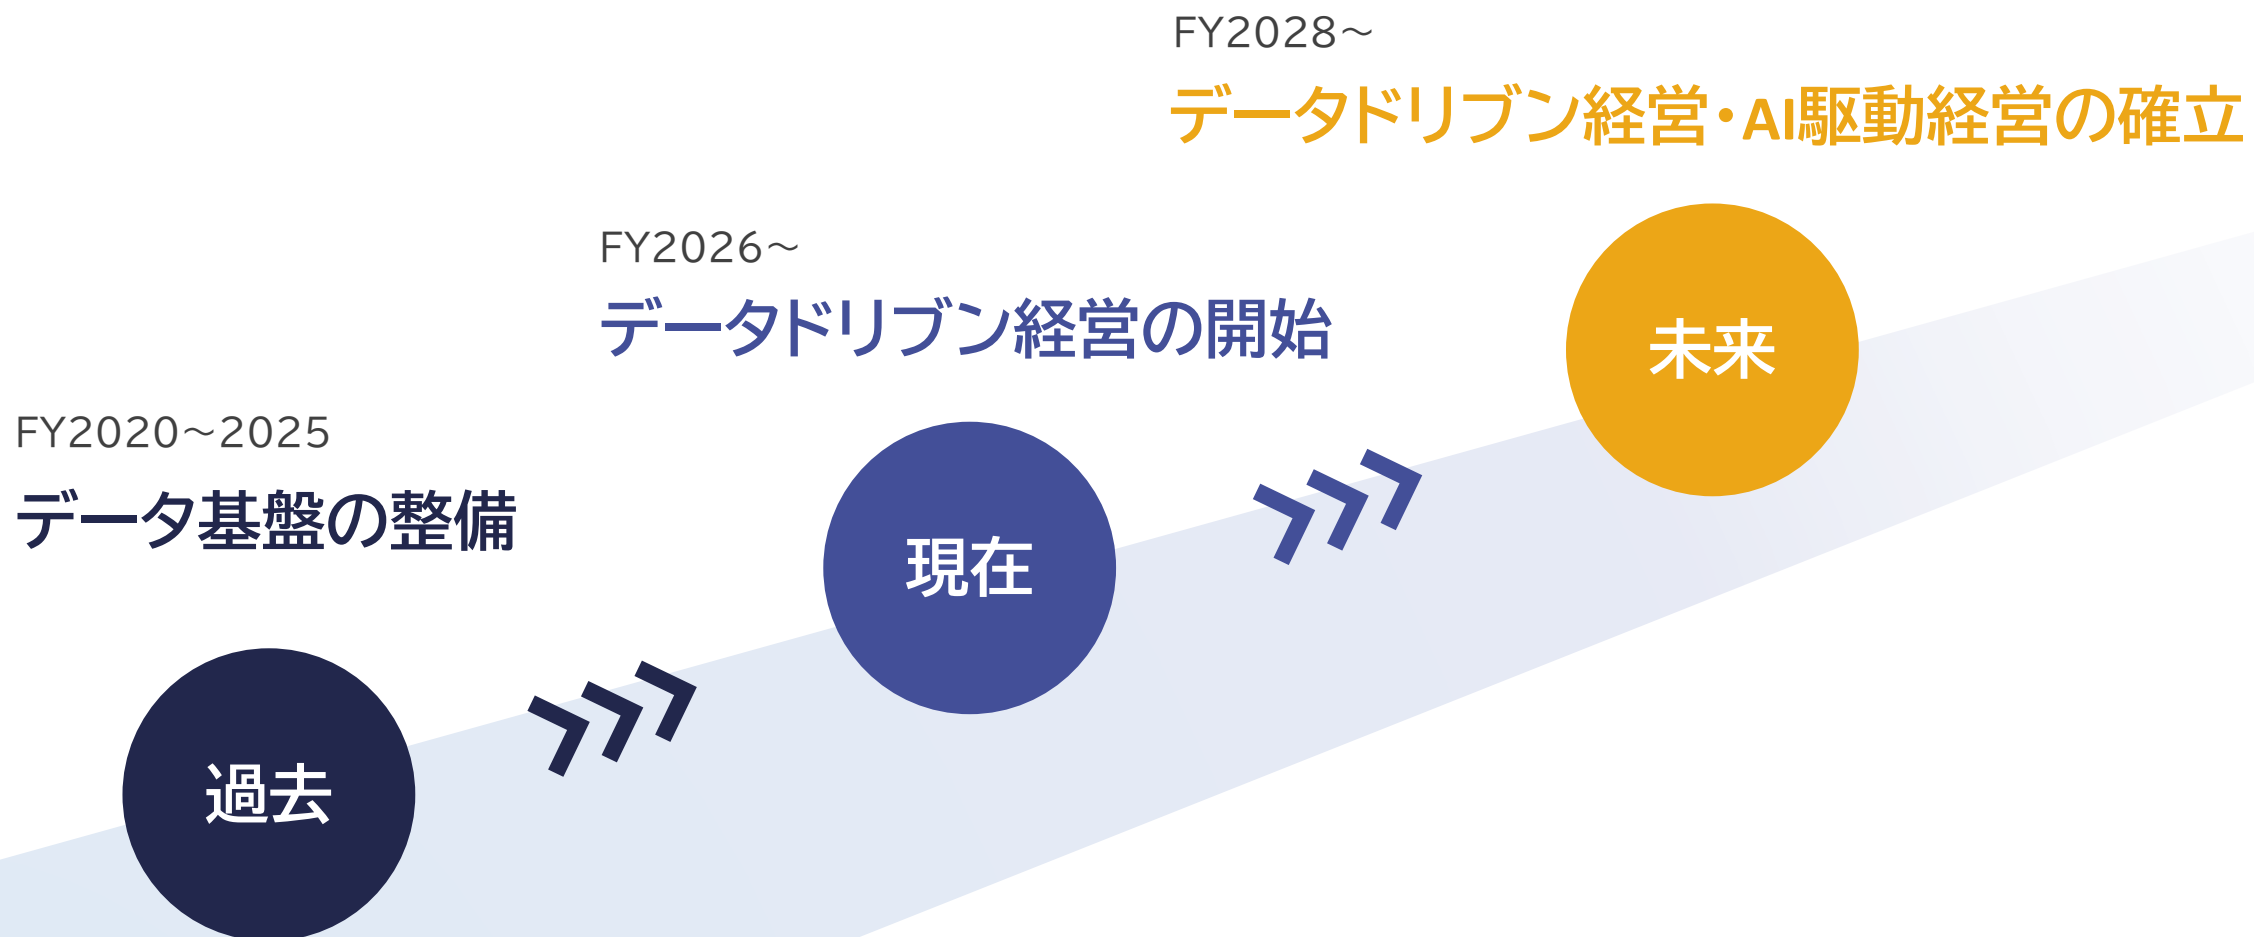 FY2028～
データドリブン経営・AI駆動経営の確立
未来
FY2026～
データドリブン経営の開始
現在
FY2020～2025
データ基盤の整備
過去